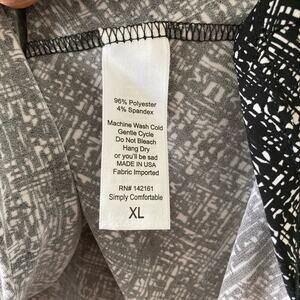 96% Polyester
4% Spandex
Machine Wash Cold
Gentle Cycle
Do Not Bleach
Hang Dry
or you'll be sad
MADE IN USA
Fabric Imported
RN# 142161
Simply Comfortable
XL